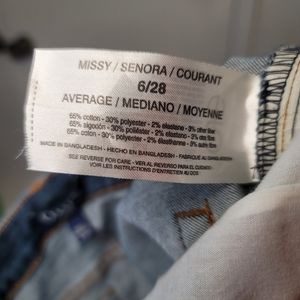 MISSY / SENORA / COURANT
6/28
AVERAGE / MEDIANO / MOYENNE
65% cotton - 30% polyester - 2% elastane - 3% other fiber
65% algodón - 30% poliéster - 2% elastano - 3% otras fibras
65% coton - 30% polyester - 2% élasthanne - 3% autre fibre
MADE IN BANGLADESH - HECHO EN BANGLADESH - FABRIQUÉ AU BANGLADESH
SEE REVERSE FOR CARE - VER AL REVERSO PARA EL CUIDADO
VOIR LES INSTRUCTIONS D'ENTRETIEN AU DOS